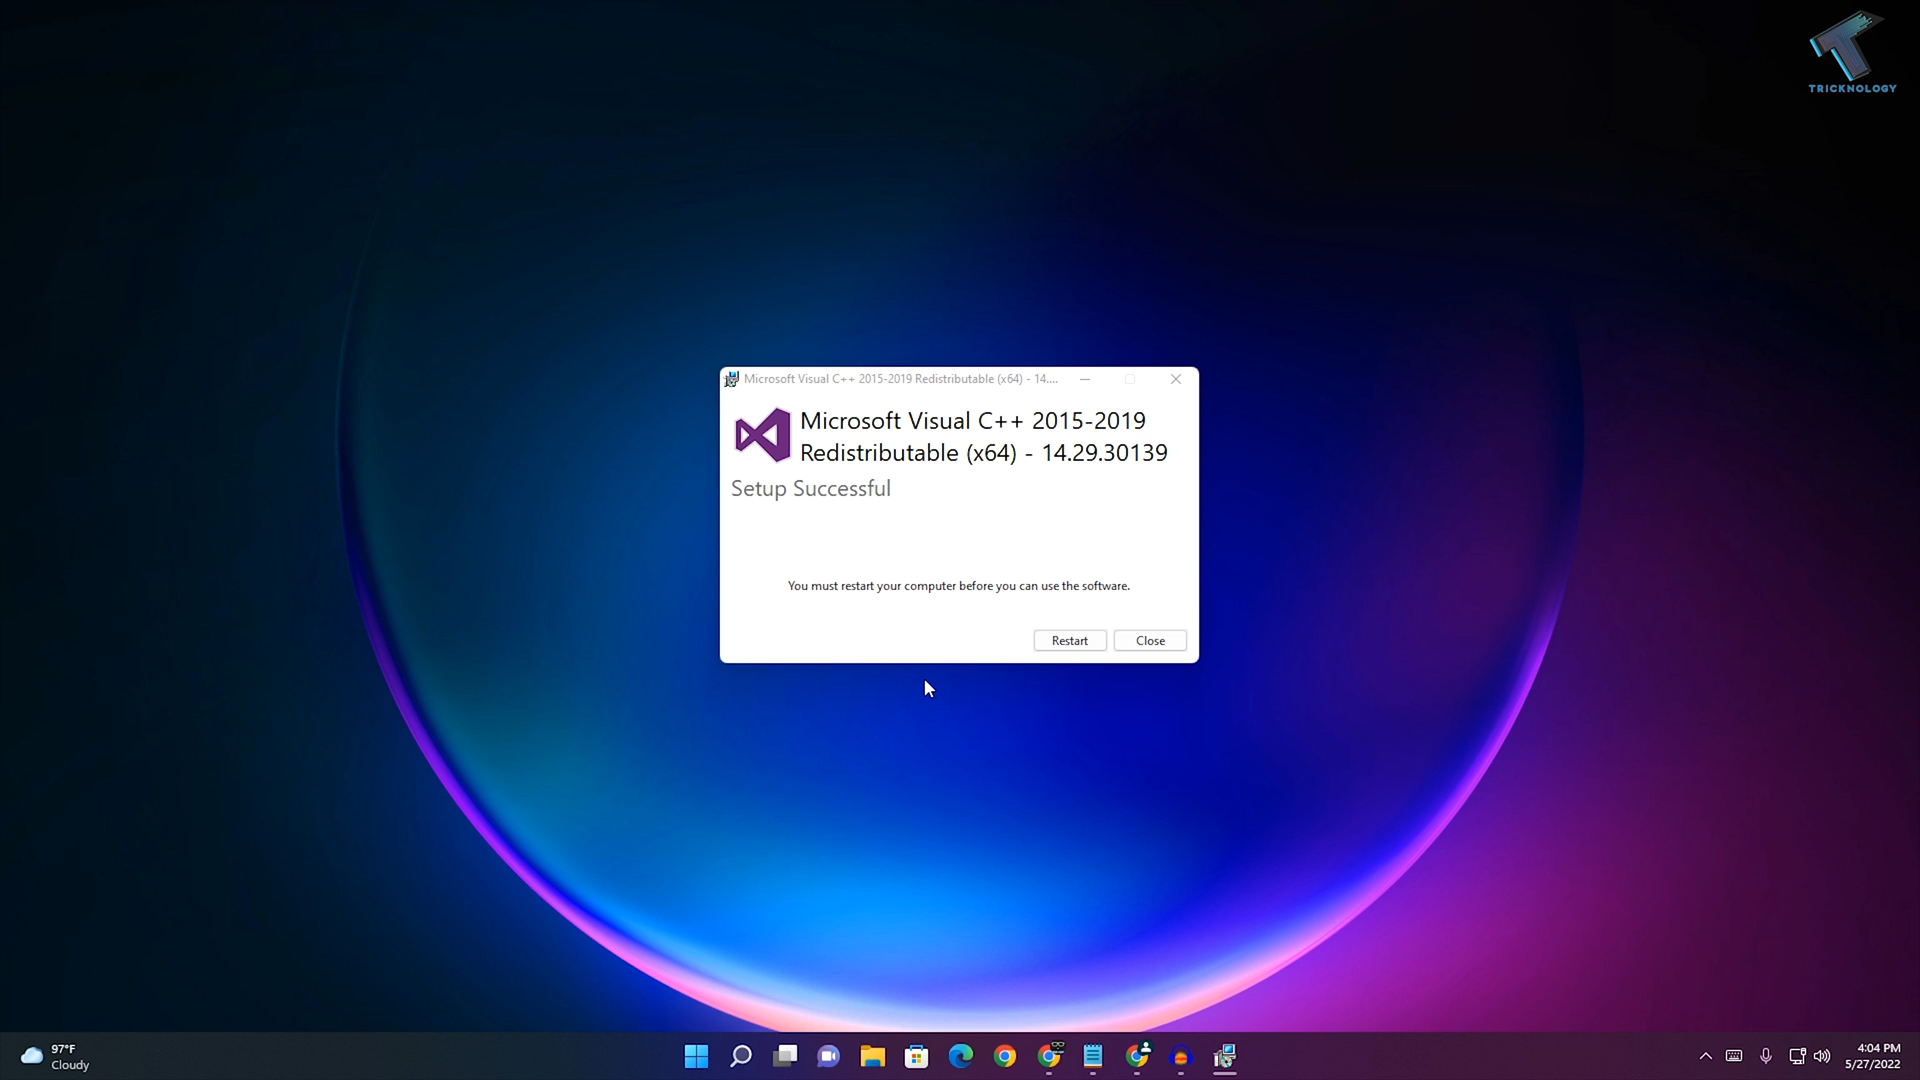 TRICKNOLOGY
Microsoft Visual C++ 2015-2019 Redistributable (x64) - 14....
Microsoft Visual C++ 2015-2019
Redistributable (x64) - 14.29.30139
Setup Successful
You must restart your computer before you can use the software.
Restart
Close
97°F
Cloudy
4:04 PM
5/27/2022